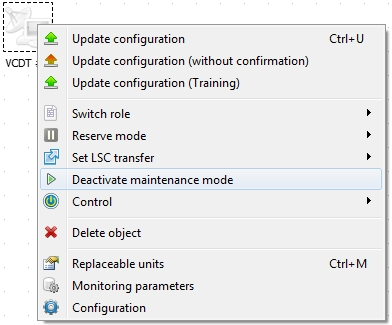 VCDT
Update configuration Ctrl+U
Update configuration (without confirmation)
Update configuration (Training)
Switch role
Reserve mode
Set LSC transfer
Deactivate maintenance mode
Control
Delete object
Replaceable units Ctrl+M
Monitoring parameters
Configuration